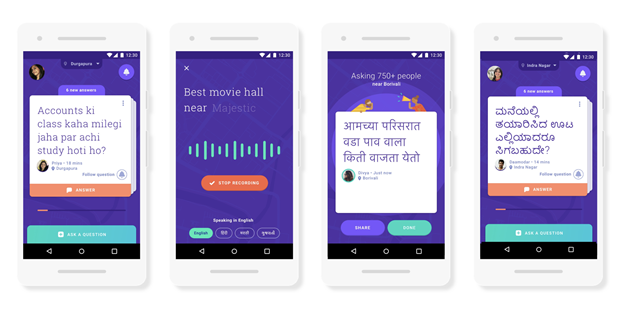 12:30
Durgapura
6 new answers
Accounts ki
class kaha milegi
jaha par achi
study hoti ho?
Priya • 18 mins
Durgapura
Follow question
ANSWER
ASK A QUESTION
12:30
Best movie hall
near Majestic
STOP RECORDING
Speaking in English
English हिंदी मराठी ગુજરાતી
12:30
Asking 750+ people
near Borivali
आमच्या परिसरात
वडा पाव वाला
किती वाजता येतो
Divya • Just now
Borivali
SHARE DONE
12:30
Indira Nagar
6 new answers
ಮನೆಯಲ್ಲಿ
ತಯಾರಿಸಿದ ಊಟ
ಎಲ್ಲಿಯಾದರೂ
ಸಿಗಬಹುದೇ?
Dasmodar • 14 mins
Indira Nagar
Follow question
ANSWER
ASK A QUESTION